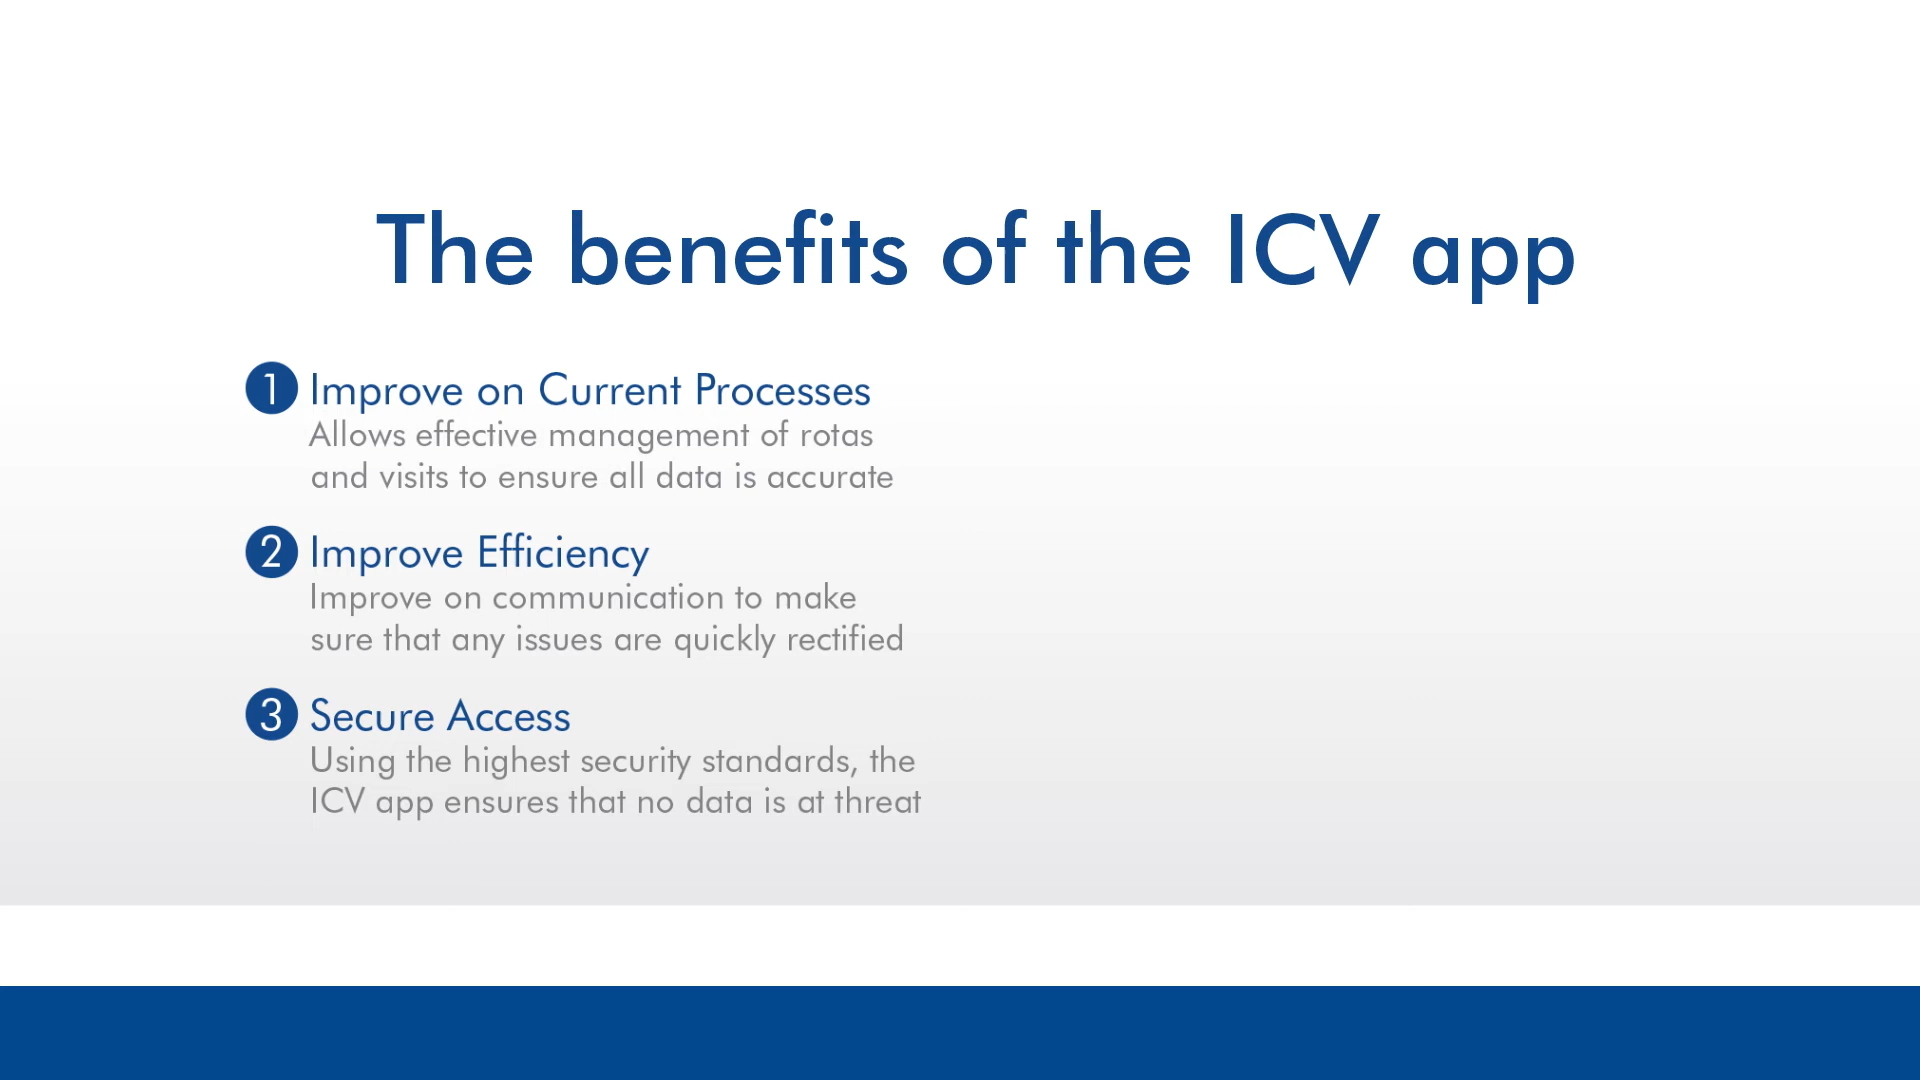 The benefits of the ICV app
1 Improve on Current Processes
Allows effective management of rotas
and visits to ensure all data is accurate
2 Improve Efficiency
Improve on communication to make
sure that any issues are quickly rectified
3 Secure Access
Using the highest security standards, the
ICV app ensures that no data is at threat